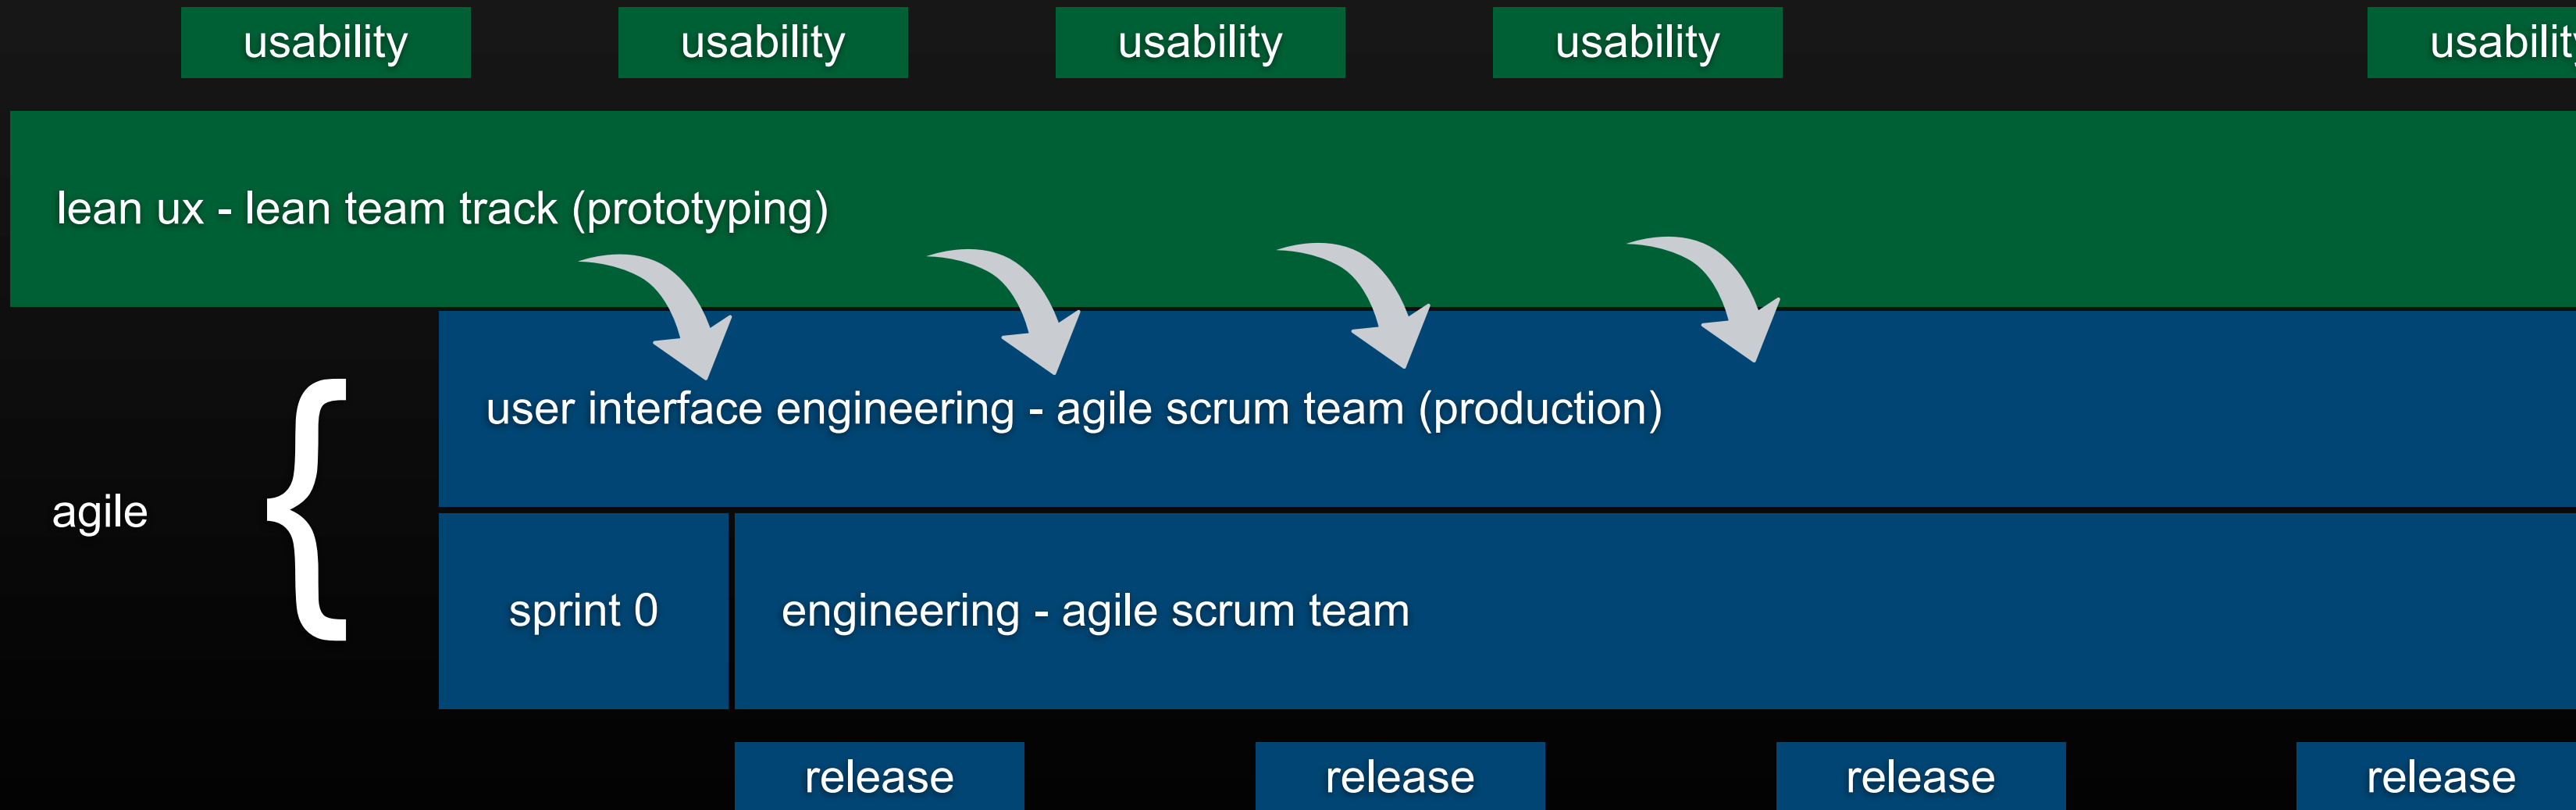 usability
usability
usability
usability
usability
lean ux - lean team track (prototyping)
user interface engineering - agile scrum team (production)
agile
{
sprint 0
engineering - agile scrum team
release
release
release
release